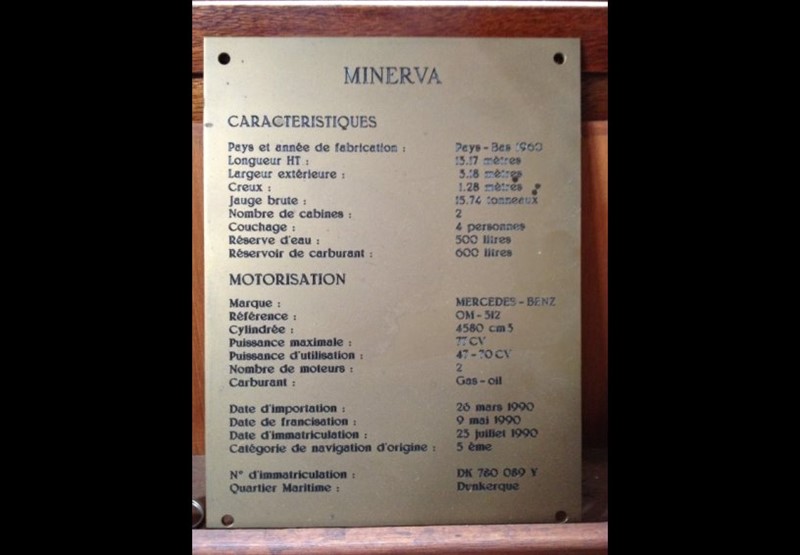 MINERVA
CARACTERISTIQUES
Pays et année de fabrication : Pays-Bas 1960
Longueur HT : 15.17 mètres
Largeur extérieure : 3.18 mètres
Creux : 1.28 mètres
Jauge brute : 15.74 tonneaux
Nombre de cabines : 2
Couchage : 4 personnes
Réserve d'eau : 500 litres
Réservoir de carburant : 600 litres
MOTORISATION
Marque : MERCEDES-BENZ
Référence : OM-312
Cylindrée : 4580 cm3
Puissance maximale : CV
Puissance d'utilisation : 47-70 CV
Nombre de moteurs : 2
Carburant : Gas-oil
Date d'importation : 26 mars 1990
Date de francisation : 9 mai 1990
Date d'immatriculation : 25 juillet 1990
Catégorie de navigation d'origine : 5 ème
N° d'immatriculation : DK 780 089 Y
Quartier Maritime : Dunkerque